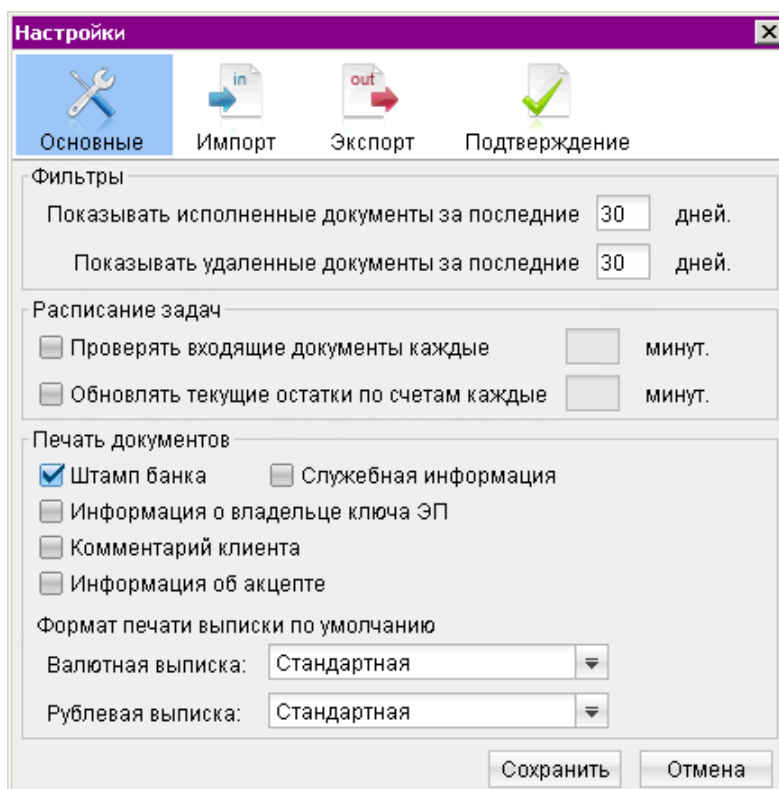 Настройки
in out
Основные Импорт Экспорт Подтверждение
Фильтры
Показывать исполненные документы за последние 30 дней.
Показывать удаленные документы за последние 30 дней.
Расписание задач
Проверять входящие документы каждые минут.
Обновлять текущие остатки по счетам каждые минут.
Печать документов
Штамп банка Служебная информация
Информация о владельце ключа ЭП
Комментарий клиента
Информация об акцепте
Формат печати выписки по умолчанию
Валютная выписка: Стандартная
Рублевая выписка: Стандартная
Сохранить Отмена